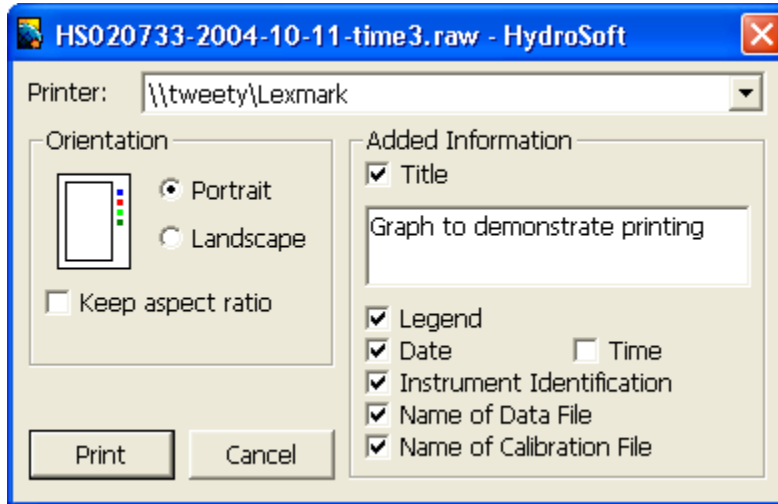 HS020733-2004-10-11-time3.raw - HydroSoft
Printer: \\tweety\Lexmark
Orientation
Portrait
Landscape
Keep aspect ratio
Added Information
Title
Graph to demonstrate printing
Legend
Date Time
Instrument Identification
Name of Data File
Name of Calibration File
Print Cancel